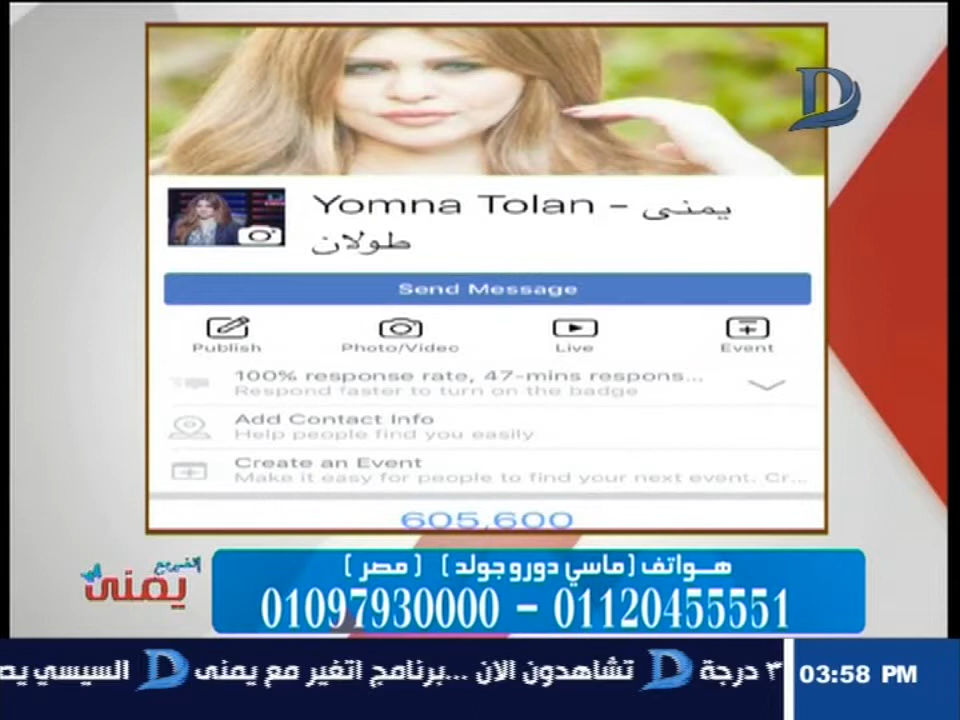 D
Yomna Tolan - يمنى
طولان
Send Message
Publish
Photo/Video
Live
Event
100% response rate, 47-mins respons...
Respond faster to turn on the badge
Add Contact Info
Help people find you easily
Create an Event
Make it easy for people to find your next event. Cr...
605,600
هـواتف (ماسي دورو جولد) (مصر)
01097930000 - 01120455551
يمنى
٣ درجة D تشاهدون الان ...برنامج اتغير مع يمنى D السيسي
03:58 PM